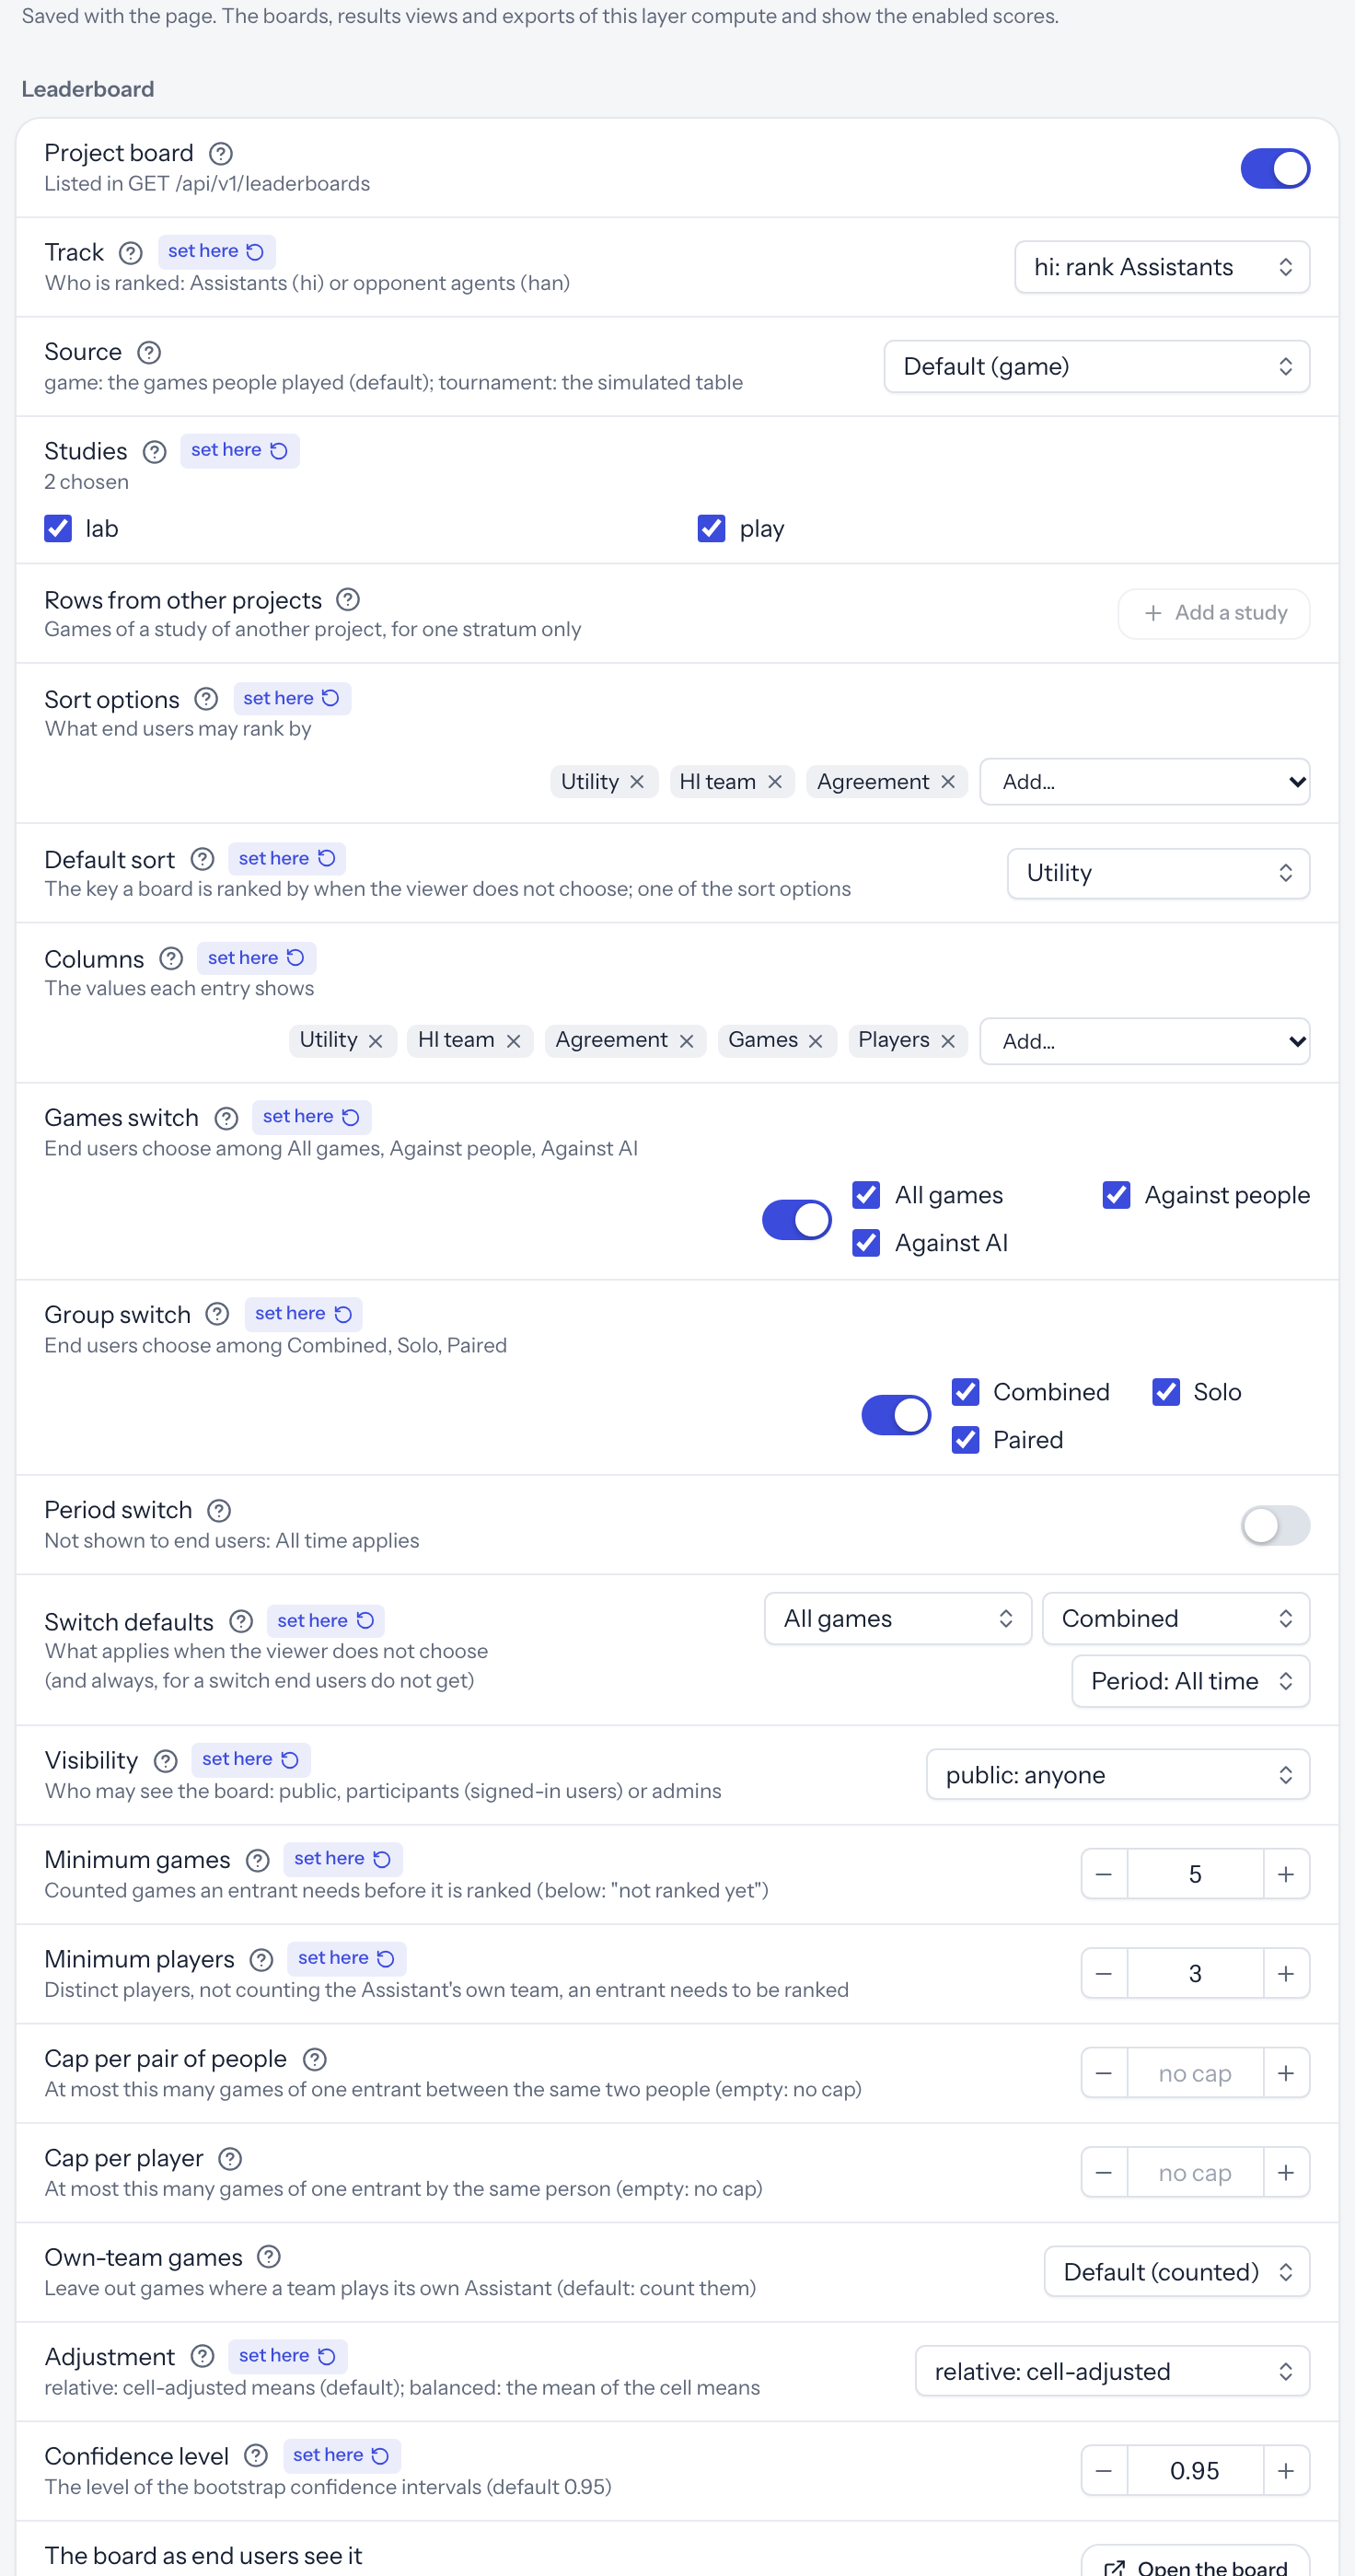 Saved with the page. The boards, results views and exports of this layer compute and show the enabled scores.
Leaderboard
Project board
Listed in GET /api/v1/leaderboards
Track set here
hi: rank Assistants
Who is ranked: Assistants (hi) or opponent agents (han)
Source
Default (game)
game: the games people played (default); tournament: the simulated table
Studies set here
2 chosen
lab play
Rows from other projects
Add a study
Games of a study of another project, for one stratum only
Sort options set here
What end users may rank by
Utility HI team Agreement Add...
Default sort set here
Utility
The key a board is ranked by when the viewer does not choose; one of the sort options
Columns set here
The values each entry shows
Utility HI team Agreement Games Players Add...
Games switch set here
End users choose among All games, Against people, Against AI
All games Against people
Against AI
Group switch set here
End users choose among Combined, Solo, Paired
Combined Solo
Paired
Period switch
Not shown to end users: All time applies
Switch defaults set here
All games Combined
What applies when the viewer does not choose
(and always, for a switch end users do not get)
Period: All time
Visibility set here
public: anyone
Who may see the board: public, participants (signed-in users) or admins
Minimum games set here
5
Counted games an entrant needs before it is ranked (below: "not ranked yet")
Minimum players set here
3
Distinct players, not counting the Assistant's own team, an entrant needs to be ranked
Cap per pair of people
no cap
At most this many games of one entrant between the same two people (empty: no cap)
Cap per player
no cap
At most this many games of one entrant by the same person (empty: no cap)
Own-team games
Default (counted)
Leave out games where a team plays its own Assistant (default: count them)
Adjustment set here
relative: cell-adjusted
relative: cell-adjusted means (default); balanced: the mean of the cell means
Confidence level set here
0.95
The level of the bootstrap confidence intervals (default 0.95)
The board as end users see it
Open the board